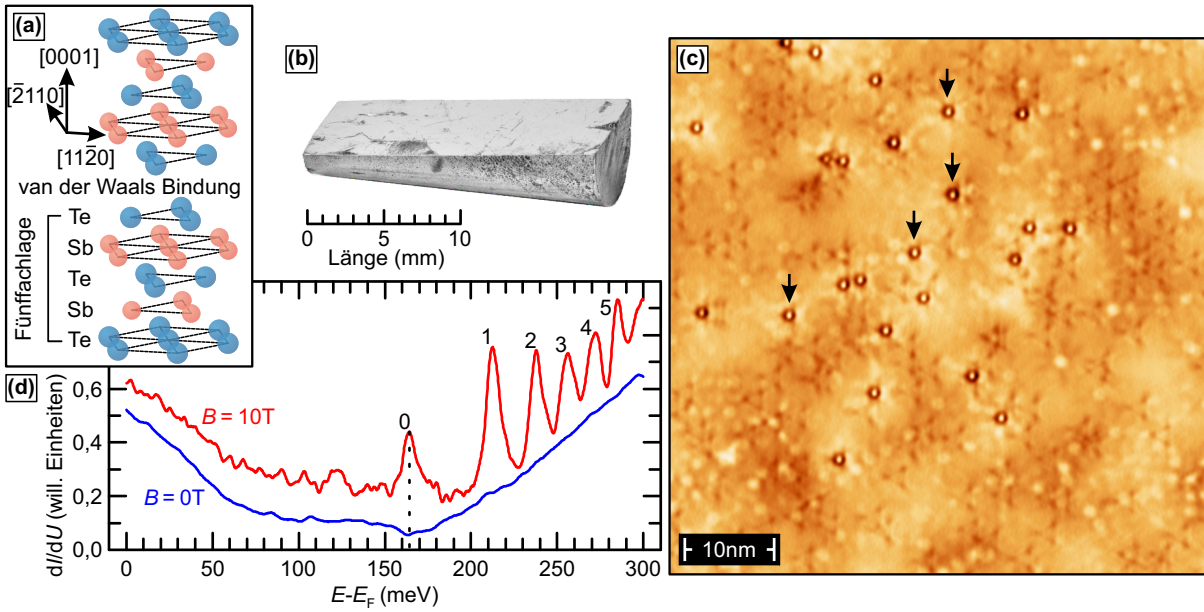 (a)
[0001]
[2̅110]
[112̅0]
van der Waals Bindung
Fünffachlage
Te
Sb
Te
Sb
Te
(b)
0 10
Länge (mm)
(c)
10nm
(d)
dI/dU (will. Einheiten)
0,6
0,4
0,2
0,0
B = 10T
B = 0T
0
1
2
3
4
5
0 50 100 150 200 250 300
E-EF (meV)